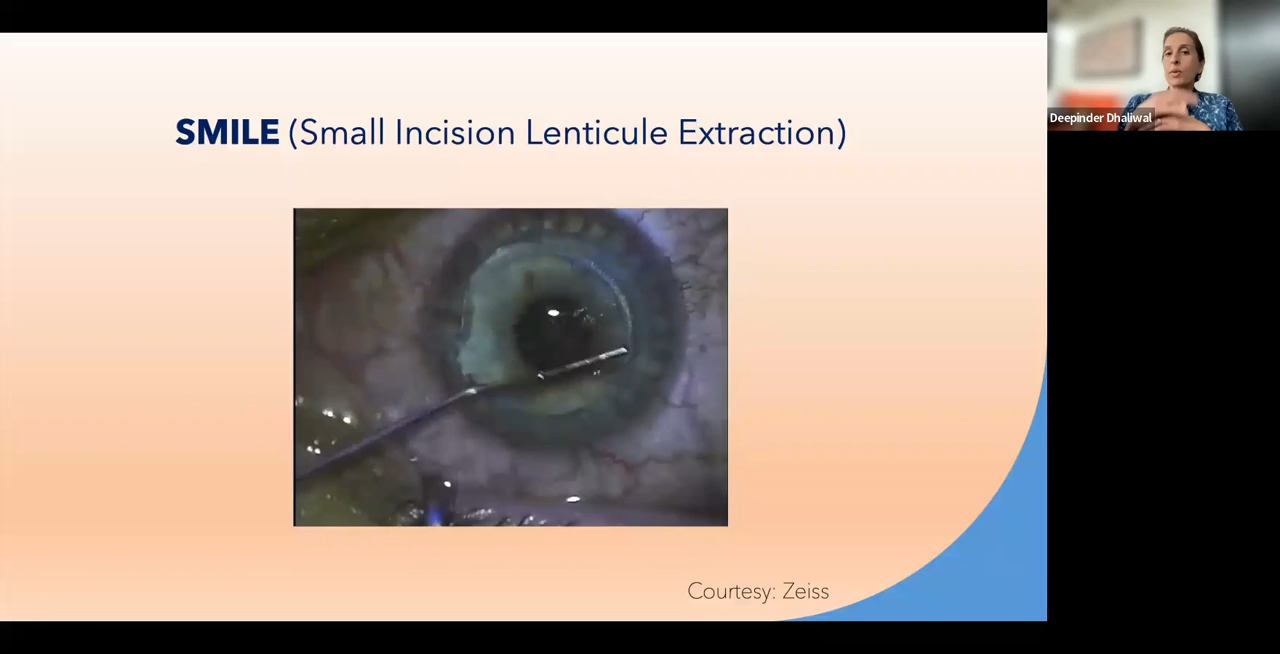 SMILE (Small Incision Lenticule Extraction)
Courtesy: Zeiss
Deepinder Dhaliwal